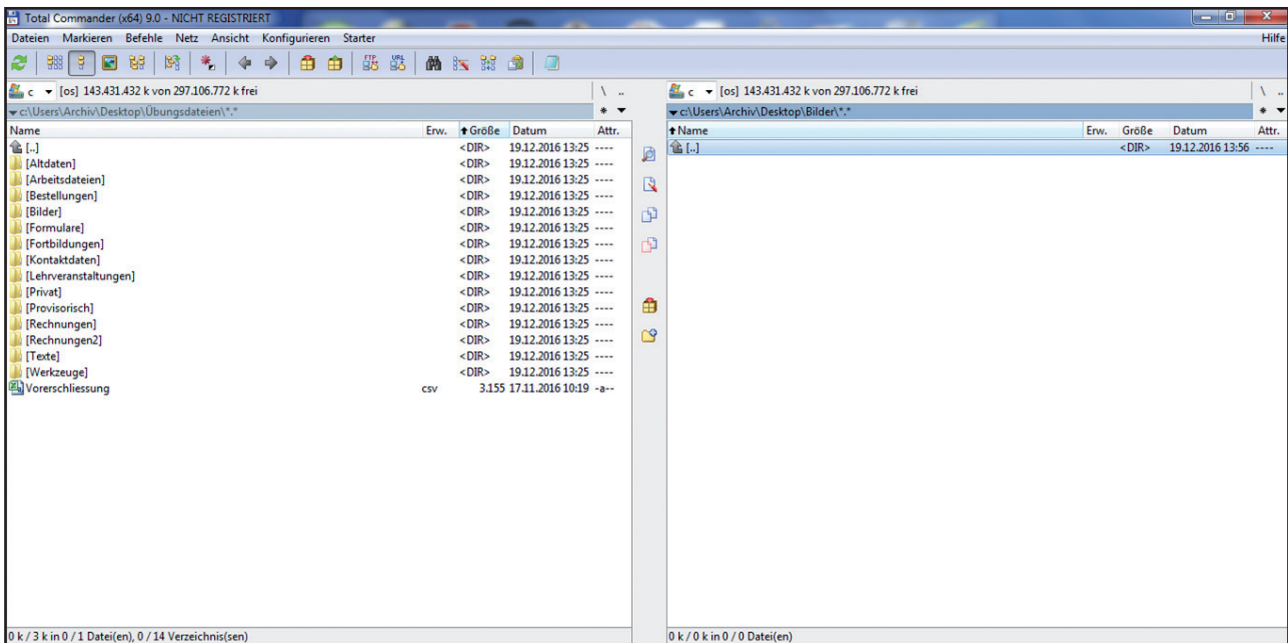 Total Commander (x64) 9.0 - NICHT REGISTRIERT
Dateien Markieren Befehle Netz Ansicht Konfigurieren Starter Hilfe
FTP URL
c [os] 143.431.432 k von 297.106.772 k frei \ ..
c:\Users\Archiv\Desktop\Übungsdateien\*.* * 
Name Erw. Größe Datum Attr.
[..] <DIR> 19.12.2016 13:25 ----
[Altdaten] <DIR> 19.12.2016 13:25 ----
[Arbeitsdateien] <DIR> 19.12.2016 13:25 ----
[Bestellungen] <DIR> 19.12.2016 13:25 ----
[Bilder] <DIR> 19.12.2016 13:25 ----
[Formulare] <DIR> 19.12.2016 13:25 ----
[Fortbildungen] <DIR> 19.12.2016 13:25 ----
[Kontaktdaten] <DIR> 19.12.2016 13:25 ----
[Lehrveranstaltungen] <DIR> 19.12.2016 13:25 ----
[Privat] <DIR> 19.12.2016 13:25 ----
[Provisorisch] <DIR> 19.12.2016 13:25 ----
[Rechnungen] <DIR> 19.12.2016 13:25 ----
[Rechnungen2] <DIR> 19.12.2016 13:25 ----
[Texte] <DIR> 19.12.2016 13:25 ----
[Werkzeuge] <DIR> 19.12.2016 13:25 ----
Vorerschliessung csv 3.155 17.11.2016 10:19 -a--
0 k / 3 k in 0 / 1 Datei(en), 0 / 14 Verzeichnis(sen)
c [os] 143.431.432 k von 297.106.772 k frei \ ..
c:\Users\Archiv\Desktop\Bilder\*.* *
Name Erw. Größe Datum Attr.
[..] <DIR> 19.12.2016 13:56 ----
0 k / 0 k in 0 / 0 Datei(en)